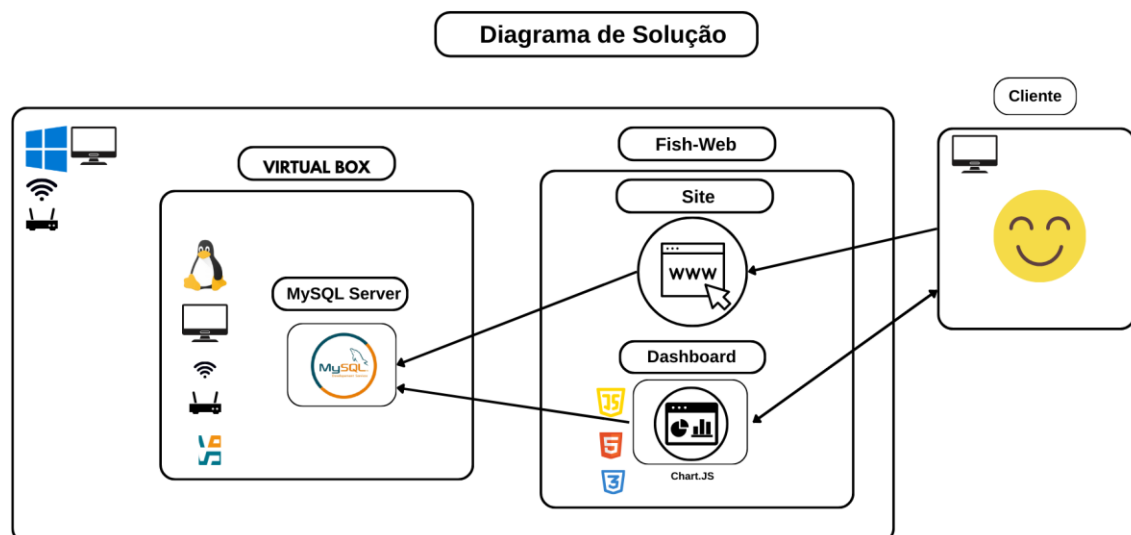 Diagrama de Solução
Cliente
Fish-Web
VIRTUAL BOX
Site
www
MySQL Server
MySQL
Dashboard
JS
5
3
Chart.JS